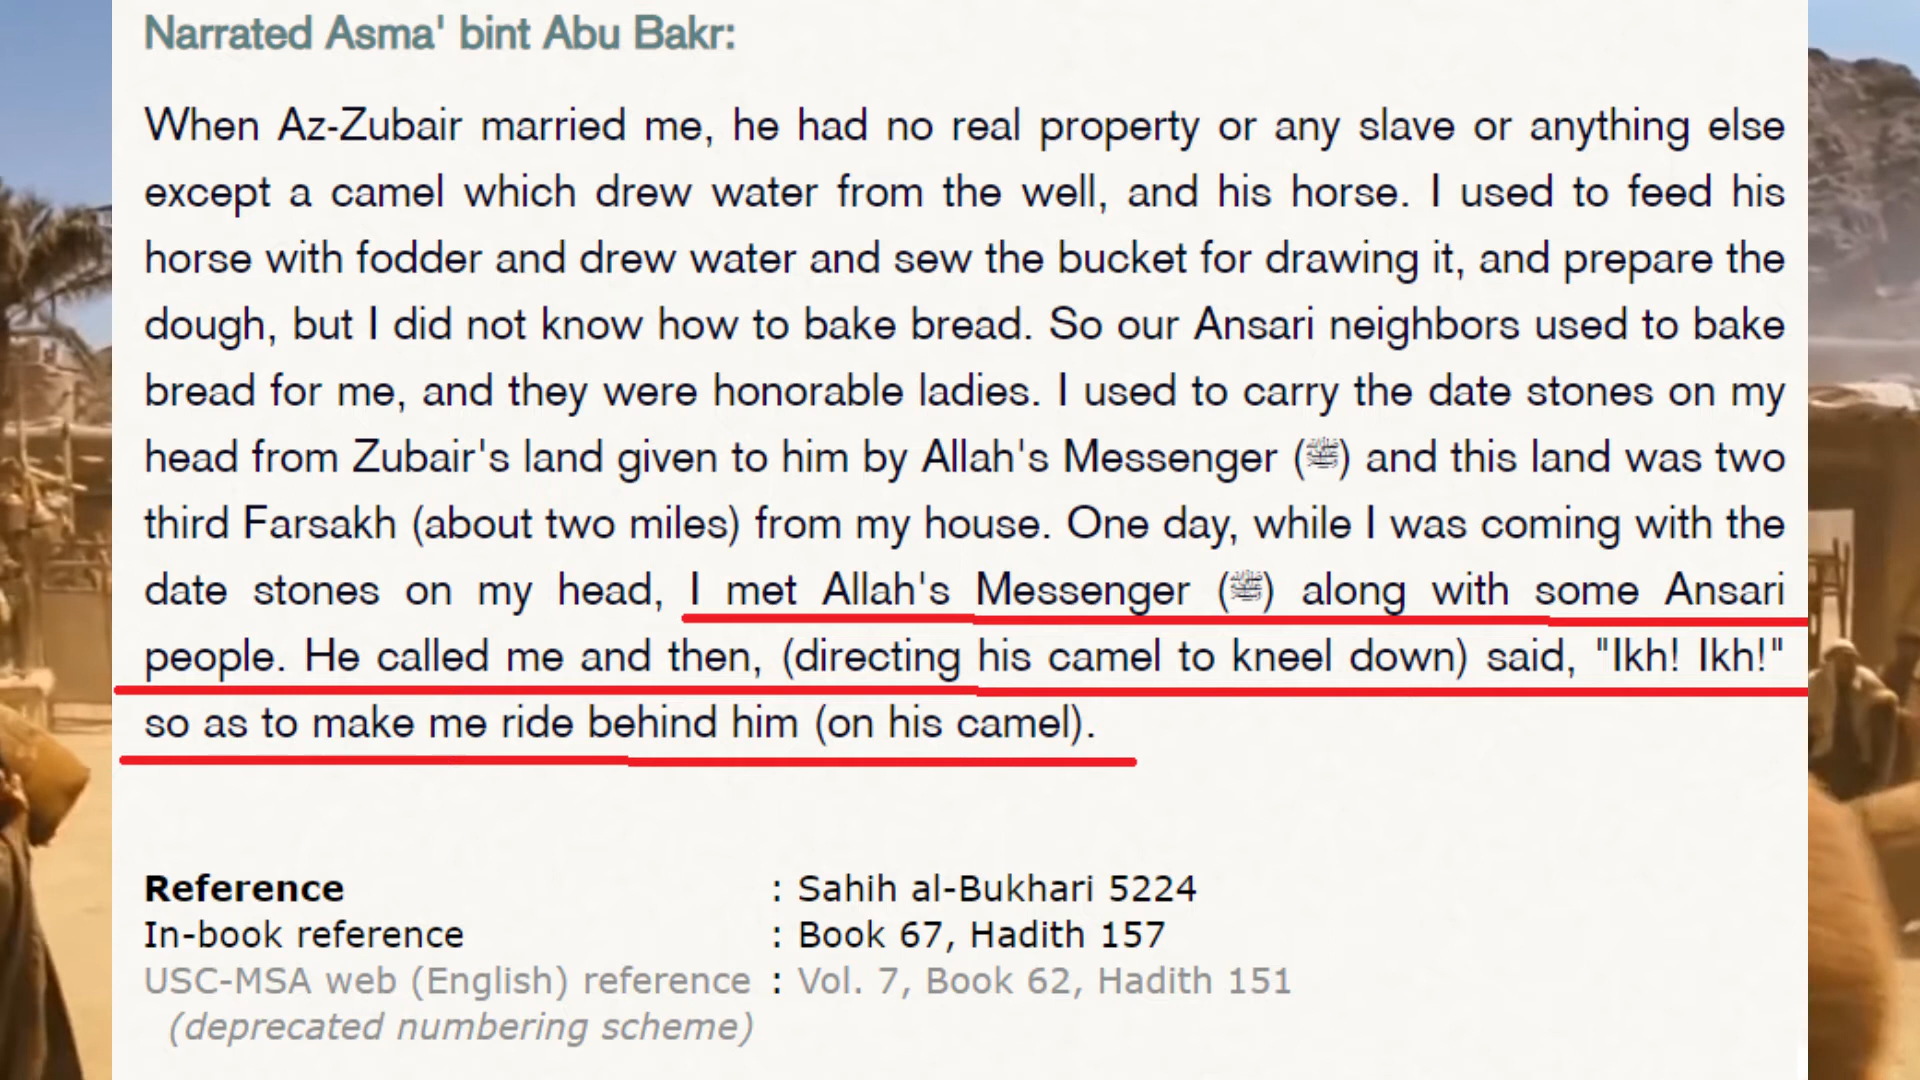 Narrated Asma' bint Abu Bakr:
When Az-Zubair married me, he had no real property or any slave or anything else
except a camel which drew water from the well, and his horse. I used to feed his
horse with fodder and drew water and sew the bucket for drawing it, and prepare the
dough, but I did not know how to bake bread. So our Ansari neighbors used to bake
bread for me, and they were honorable ladies. I used to carry the date stones on my
head from Zubair's land given to him by Allah's Messenger (ﷺ) and this land was two
third Farsakh (about two miles) from my house. One day, while I was coming with the
date stones on my head, I met Allah's Messenger (ﷺ) along with some Ansari
people. He called me and then, (directing his camel to kneel down) said, "Ikh! Ikh!"
so as to make me ride behind him (on his camel).
Reference : Sahih al-Bukhari 5224
In-book reference : Book 67, Hadith 157
USC-MSA web (English) reference : Vol. 7, Book 62, Hadith 151
(deprecated numbering scheme)